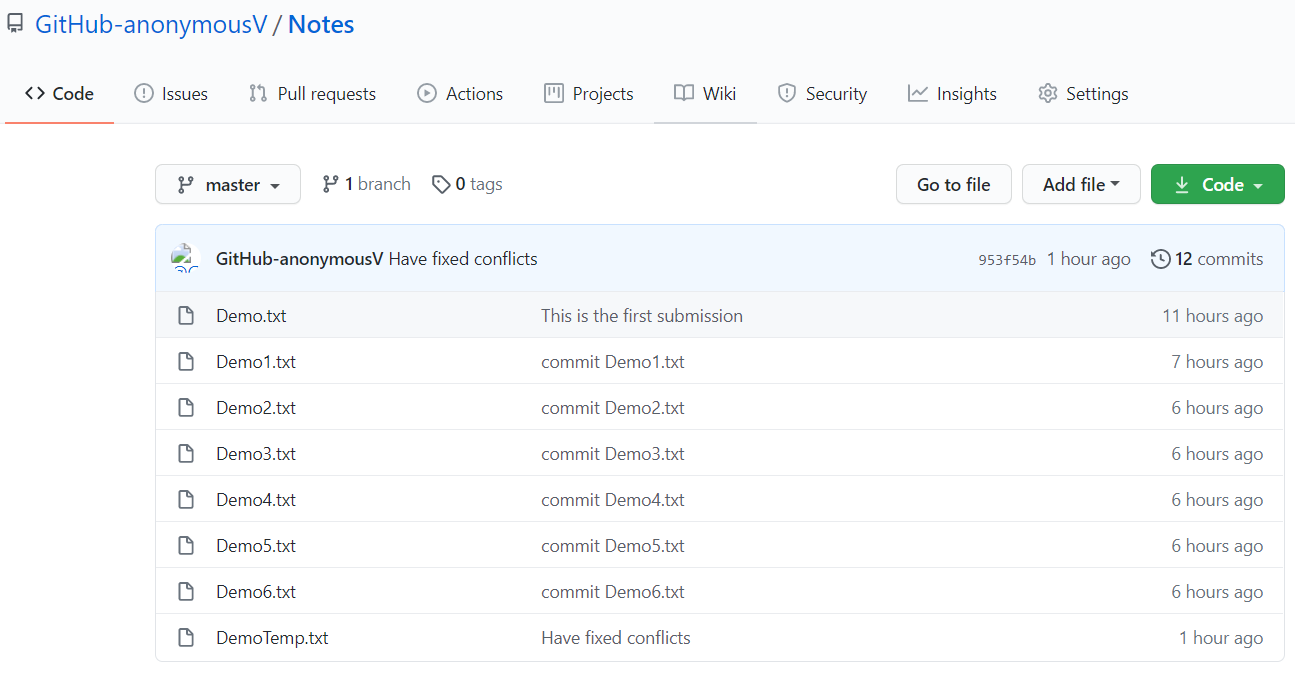 GitHub-anonymousV / Notes
Code Issues Pull requests Actions Projects Wiki Security Insights Settings
master 1 branch 0 tags Go to file Add file Code
GitHub-anonymousV Have fixed conflicts 953f54b 1 hour ago 12 commits
Demo.txt This is the first submission 11 hours ago
Demo1.txt commit Demo1.txt 7 hours ago
Demo2.txt commit Demo2.txt 6 hours ago
Demo3.txt commit Demo3.txt 6 hours ago
Demo4.txt commit Demo4.txt 6 hours ago
Demo5.txt commit Demo5.txt 6 hours ago
Demo6.txt commit Demo6.txt 6 hours ago
DemoTemp.txt Have fixed conflicts 1 hour ago